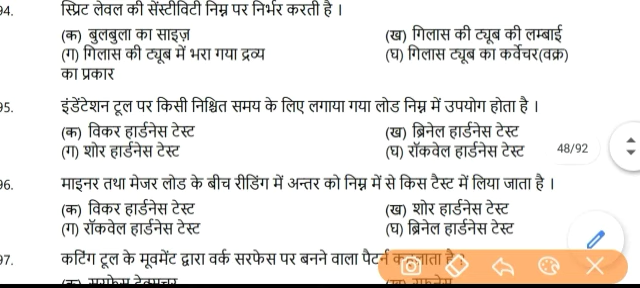 94. स्प्रिट लेवल की सेंस्टीविटी निम्न पर निर्भर करती है ।
(क) बुलबुला का साइज़ (ख) गिलास की ट्यूब की लम्बाई
(ग) गिलास की ट्यूब में भरा गया द्रव्य (घ) गिलास ट्यूब का कर्वेचर(वक्र)
का प्रकार
95. इंडेंटेशन टूल पर किसी निश्चित समय के लिए लगाया गया लोड निम्न में उपयोग होता है ।
(क) विकर हार्डनेस टेस्ट (ख) ब्रिनेल हार्डनेस टेस्ट
(ग) शोर हार्डनेस टेस्ट (घ) रॉकवेल हार्डनेस टेस्ट 48/92
96. माइनर तथा मेजर लोड के बीच रीडिंग में अन्तर को निम्न में से किस टैस्ट में लिया जाता है ।
(क) विकर हार्डनेस टेस्ट (ख) शोर हार्डनेस टेस्ट
(ग) रॉकवेल हार्डनेस टेस्ट (घ) ब्रिनेल हार्डनेस टेस्ट
97. कटिंग टूल के मूवमेंट द्वारा वर्क सरफेस पर बनने वाला पैटर्न है